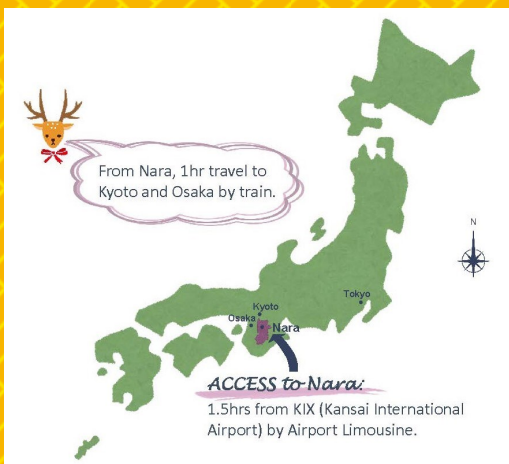 From Nara, 1hr travel to
Kyoto and Osaka by train.
N
Tokyo
Kyoto
Osaka
Nara
ACCESS to Nara:
1.5hrs from KIX (Kansai International
Airport) by Airport Limousine.